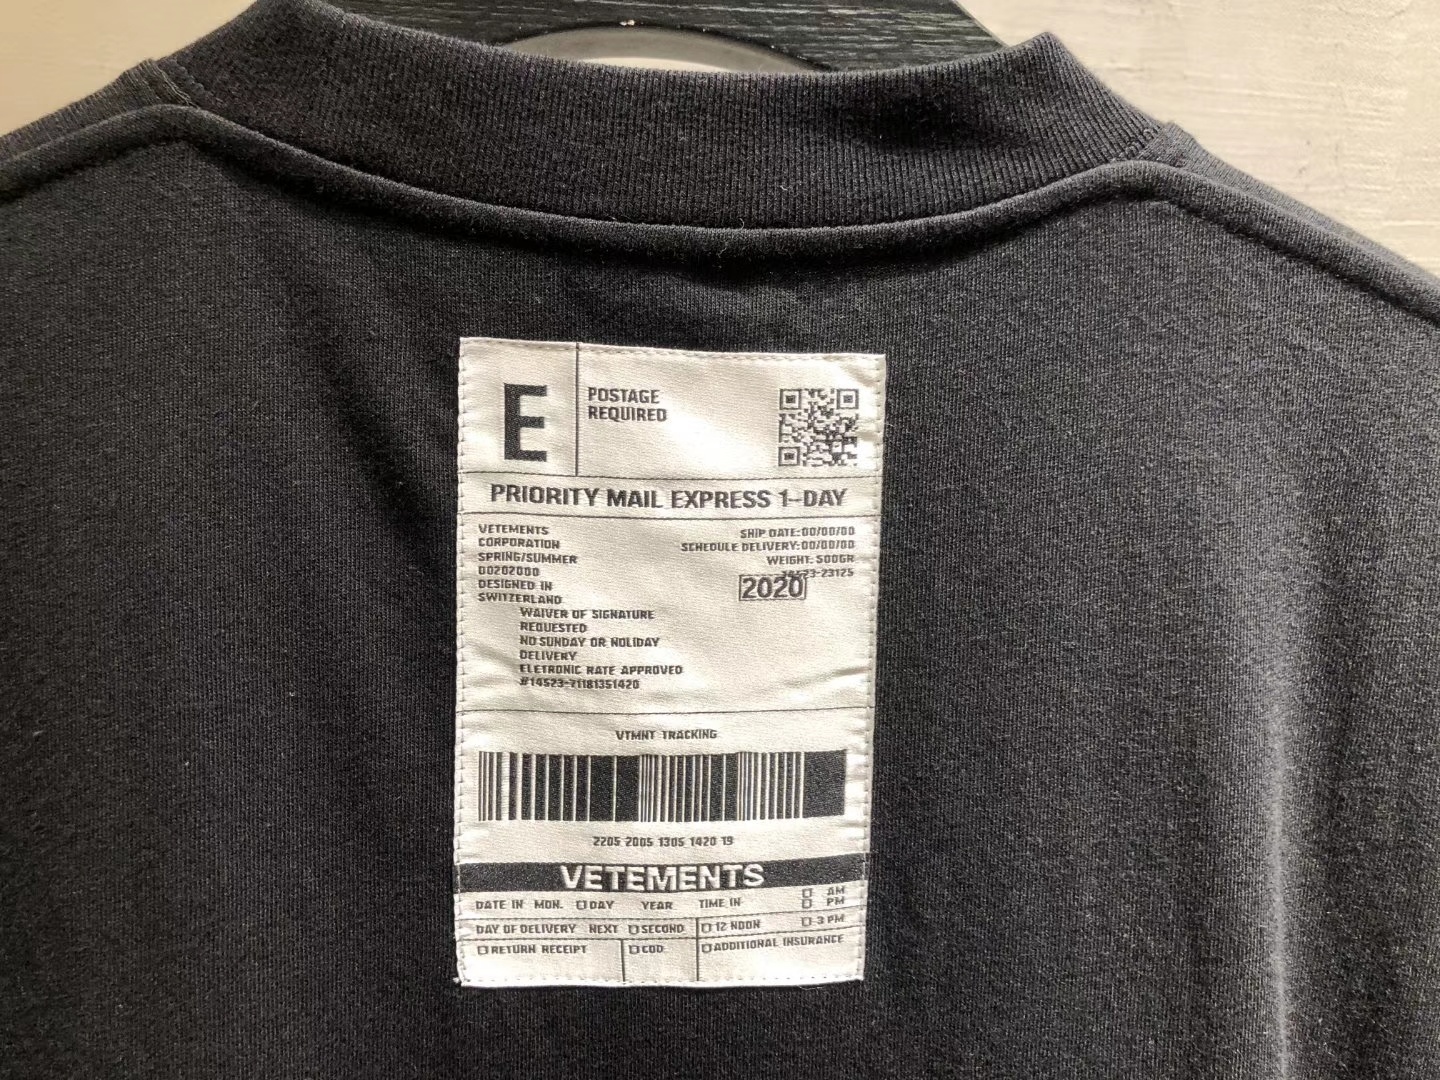 E
POSTAGE
REQUIRED
PRIORITY MAIL EXPRESS 1-DAY
VETEMENTS
CORPORATION
SPRING/SUMMER
00202000
DESIGNED IN
SWITZERLAND
SHIP DATE:00/00/00
SCHEDULE DELIVERY:00/00/00
WEIGHT: 500GR
2020
WAIVER OF SIGNATURE
REQUESTED
NO SUNDAY OR HOLIDAY
DELIVERY
ELETRONIC RATE APPROVED
#14523-71181351420
VTMNT TRACKING
2205 2005 1305 1420 19
VETEMENTS
DATE IN MON. DAY YEAR TIME IN AM
PM
DAY OF DELIVERY NEXT SECOND 12 NOON 3 PM
RETURN RECEIPT COD ADDITIONAL INSURANCE